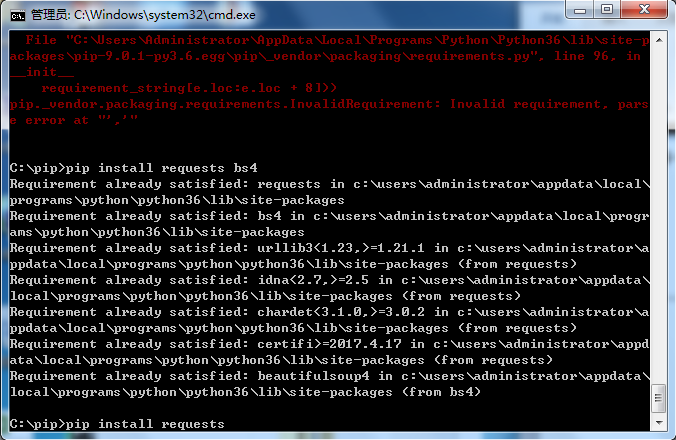 管理员: C:\Windows\system32\cmd.exe
File "C:\Users\Administrator\AppData\Local\Programs\Python\Python36\lib\site-p
ackages\pip-9.0.1-py3.6.egg\pip\_vendor\packaging\requirements.py", line 96, in
__init__
requirement_string[e.loc:e.loc + 8]))
pip._vendor.packaging.requirements.InvalidRequirement: Invalid requirement, pars
e error at "','"
C:\pip>pip install requests bs4
Requirement already satisfied: requests in c:\users\administrator\appdata\local\
programs\python\python36\lib\site-packages
Requirement already satisfied: bs4 in c:\users\administrator\appdata\local\progr
ams\python\python36\lib\site-packages
Requirement already satisfied: urllib3<1.23,>=1.21.1 in c:\users\administrator\a
ppdata\local\programs\python\python36\lib\site-packages (from requests)
Requirement already satisfied: idna<2.7,>=2.5 in c:\users\administrator\appdata\
local\programs\python\python36\lib\site-packages (from requests)
Requirement already satisfied: chardet<3.1.0,>=3.0.2 in c:\users\administrator\a
ppdata\local\programs\python\python36\lib\site-packages (from requests)
Requirement already satisfied: certifi>=2017.4.17 in c:\users\administrator\appd
ata\local\programs\python\python36\lib\site-packages (from requests)
Requirement already satisfied: beautifulsoup4 in c:\users\administrator\appdata\
local\programs\python\python36\lib\site-packages (from bs4)
C:\pip>pip install requests